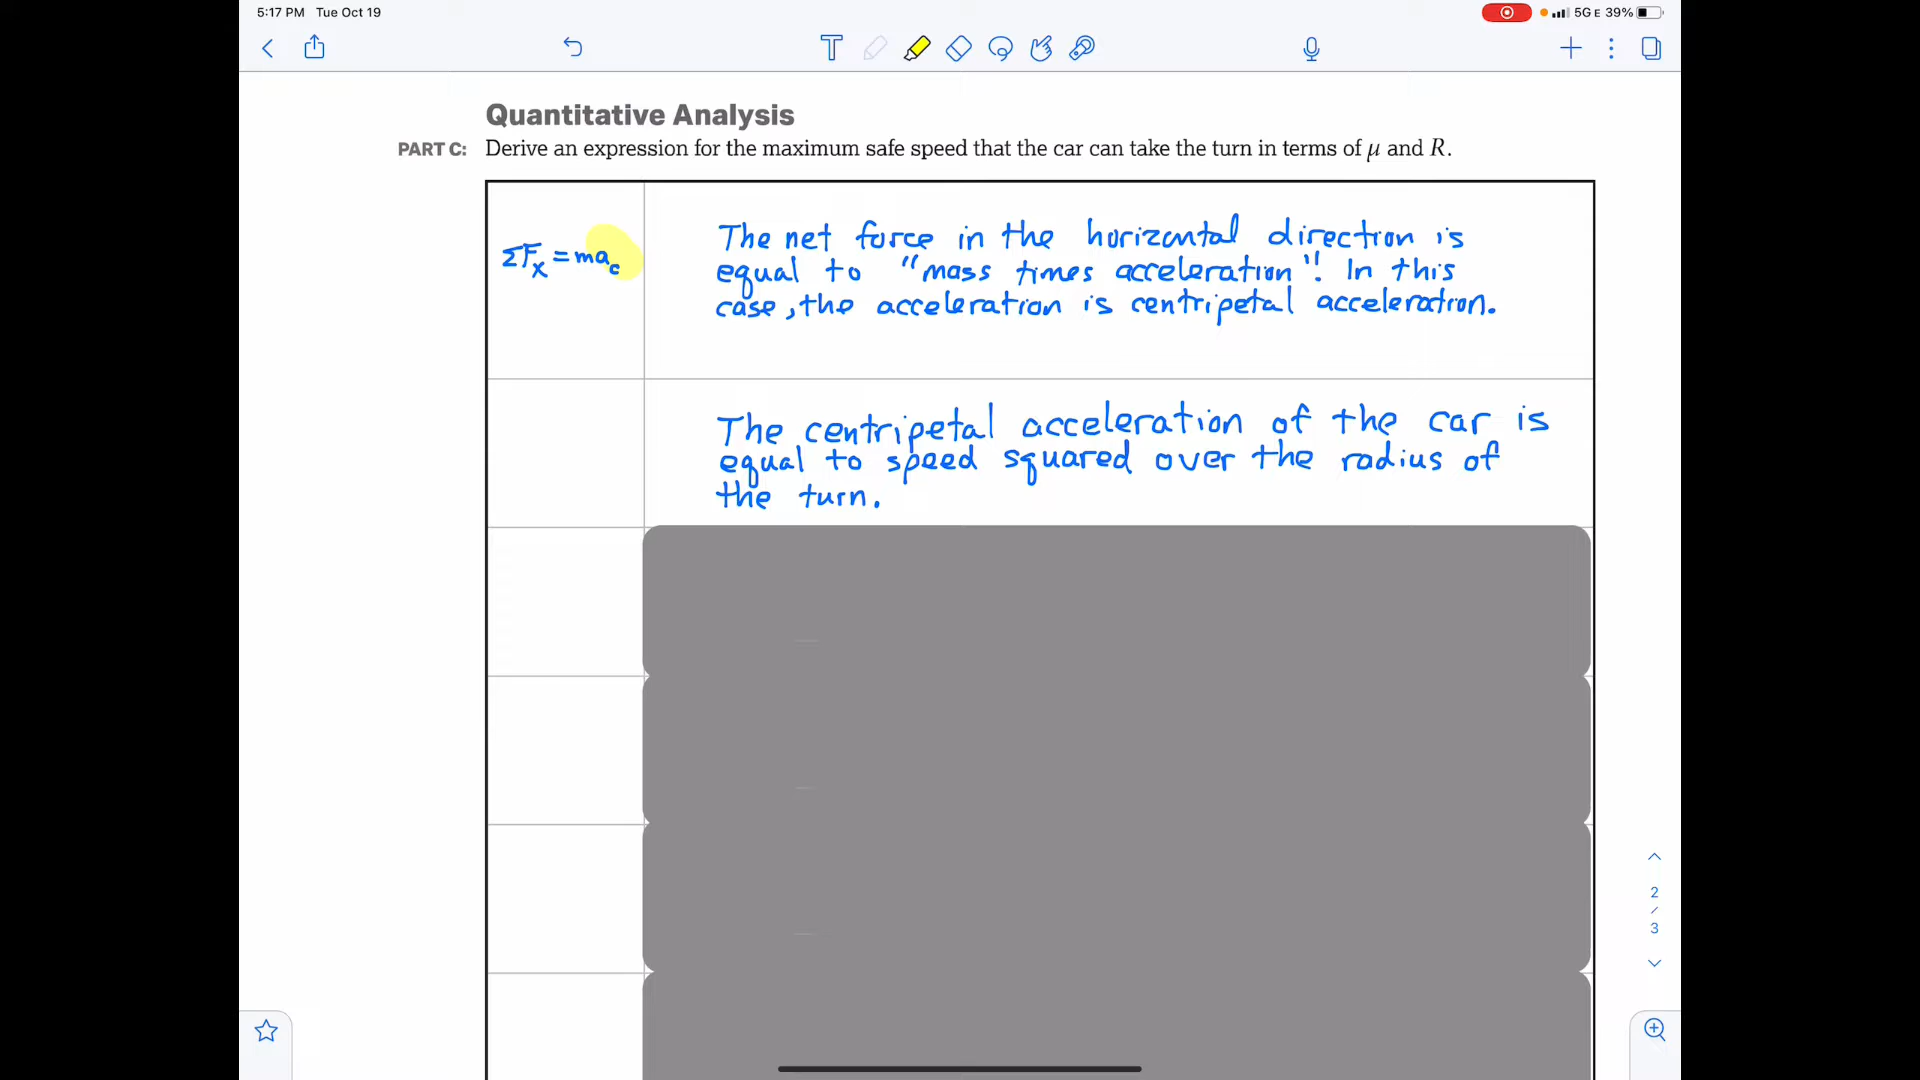 5:17 PM Tue Oct 19
5G E 39%
T
Quantitative Analysis
PART C: Derive an expression for the maximum safe speed that the car can take the turn in terms of μ and R.
ΣFx = mac
The net force in the horizontal direction is
equal to "mass times acceleration". In this
case, the acceleration is centripetal acceleration.
The centripetal acceleration of the car is
equal to speed squared over the radius of
the turn.
2
/
3